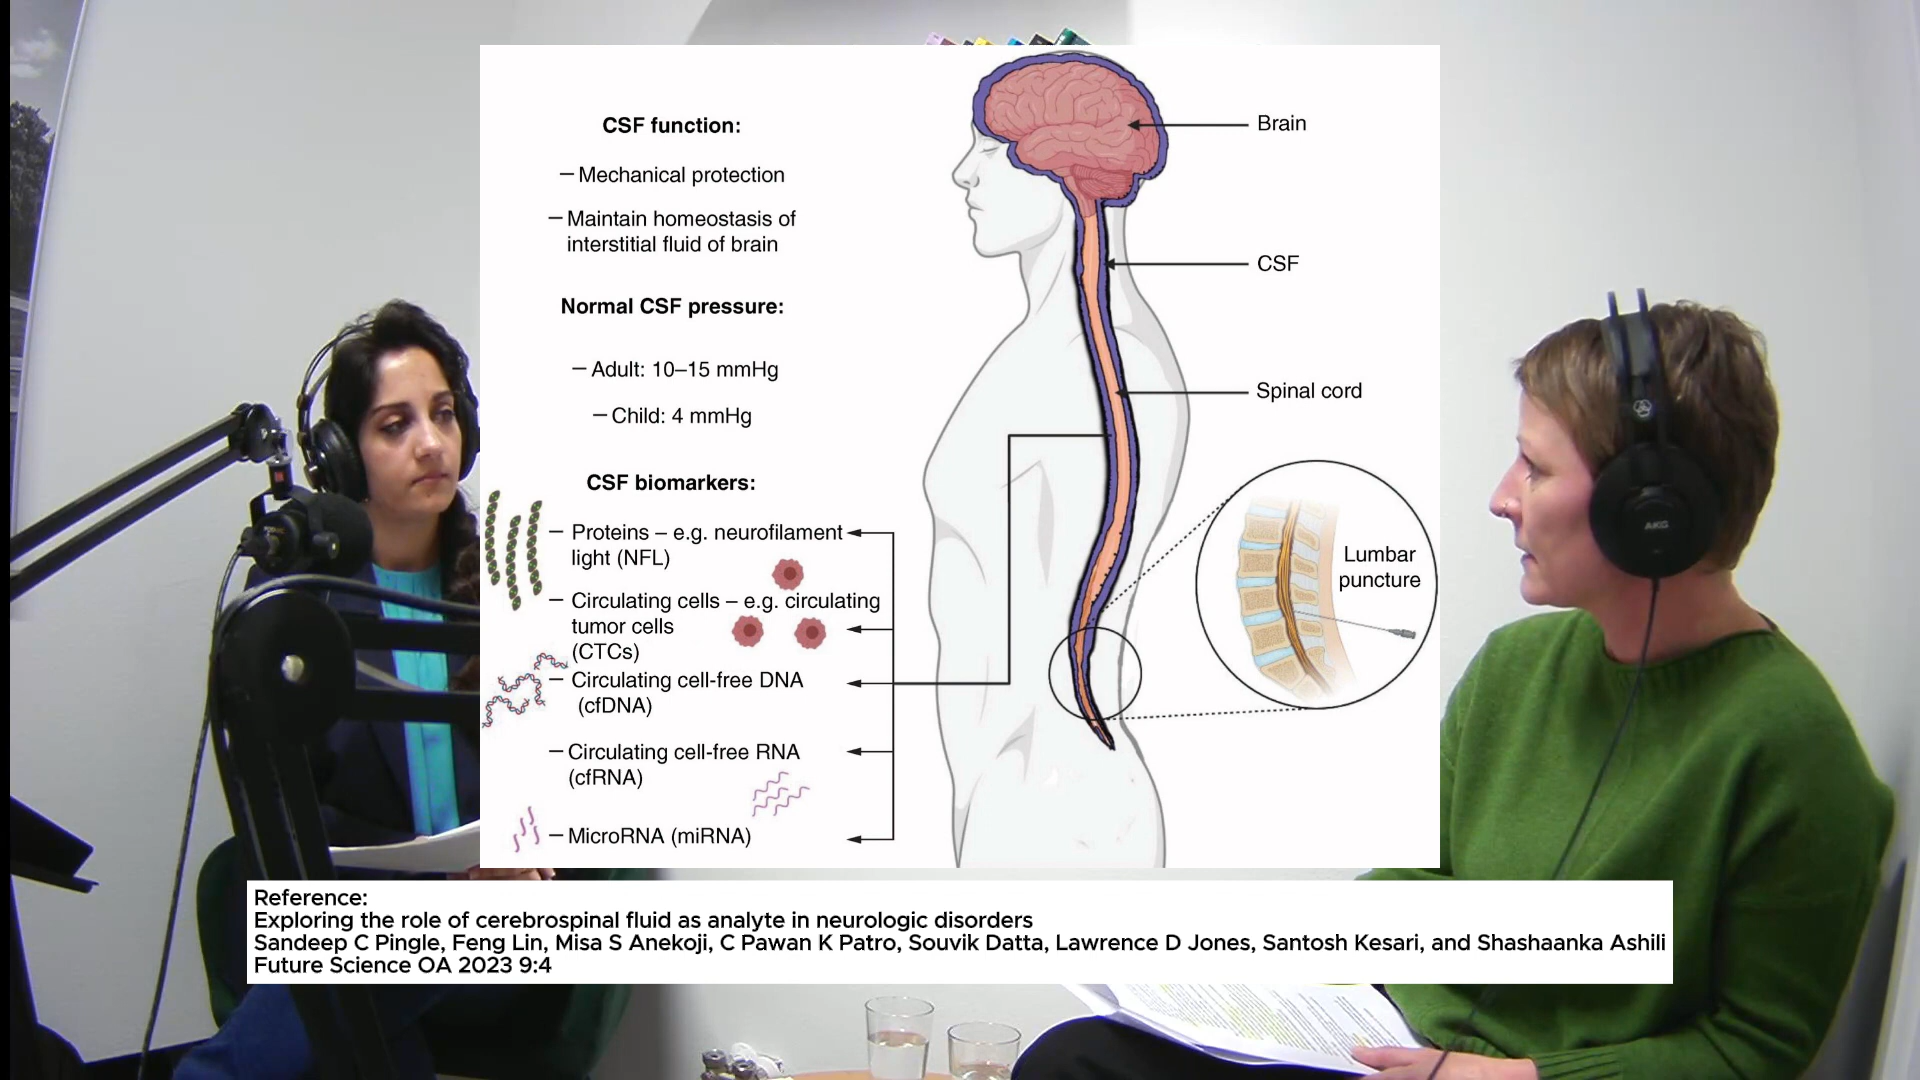 CSF function:
– Mechanical protection
– Maintain homeostasis of
interstitial fluid of brain
Normal CSF pressure:
– Adult: 10–15 mmHg
– Child: 4 mmHg
CSF biomarkers:
– Proteins – e.g. neurofilament
light (NFL)
– Circulating cells – e.g. circulating
tumor cells
(CTCs)
– Circulating cell-free DNA
(cfDNA)
– Circulating cell-free RNA
(cfRNA)
– MicroRNA (miRNA)
Brain
CSF
Spinal cord
Lumbar
puncture
AKG
Reference:
Exploring the role of cerebrospinal fluid as analyte in neurologic disorders
Sandeep C Pingle, Feng Lin, Misa S Anekoji, C Pawan K Patro, Souvik Datta, Lawrence D Jones, Santosh Kesari, and Shashaanka Ashili
Future Science OA 2023 9:4